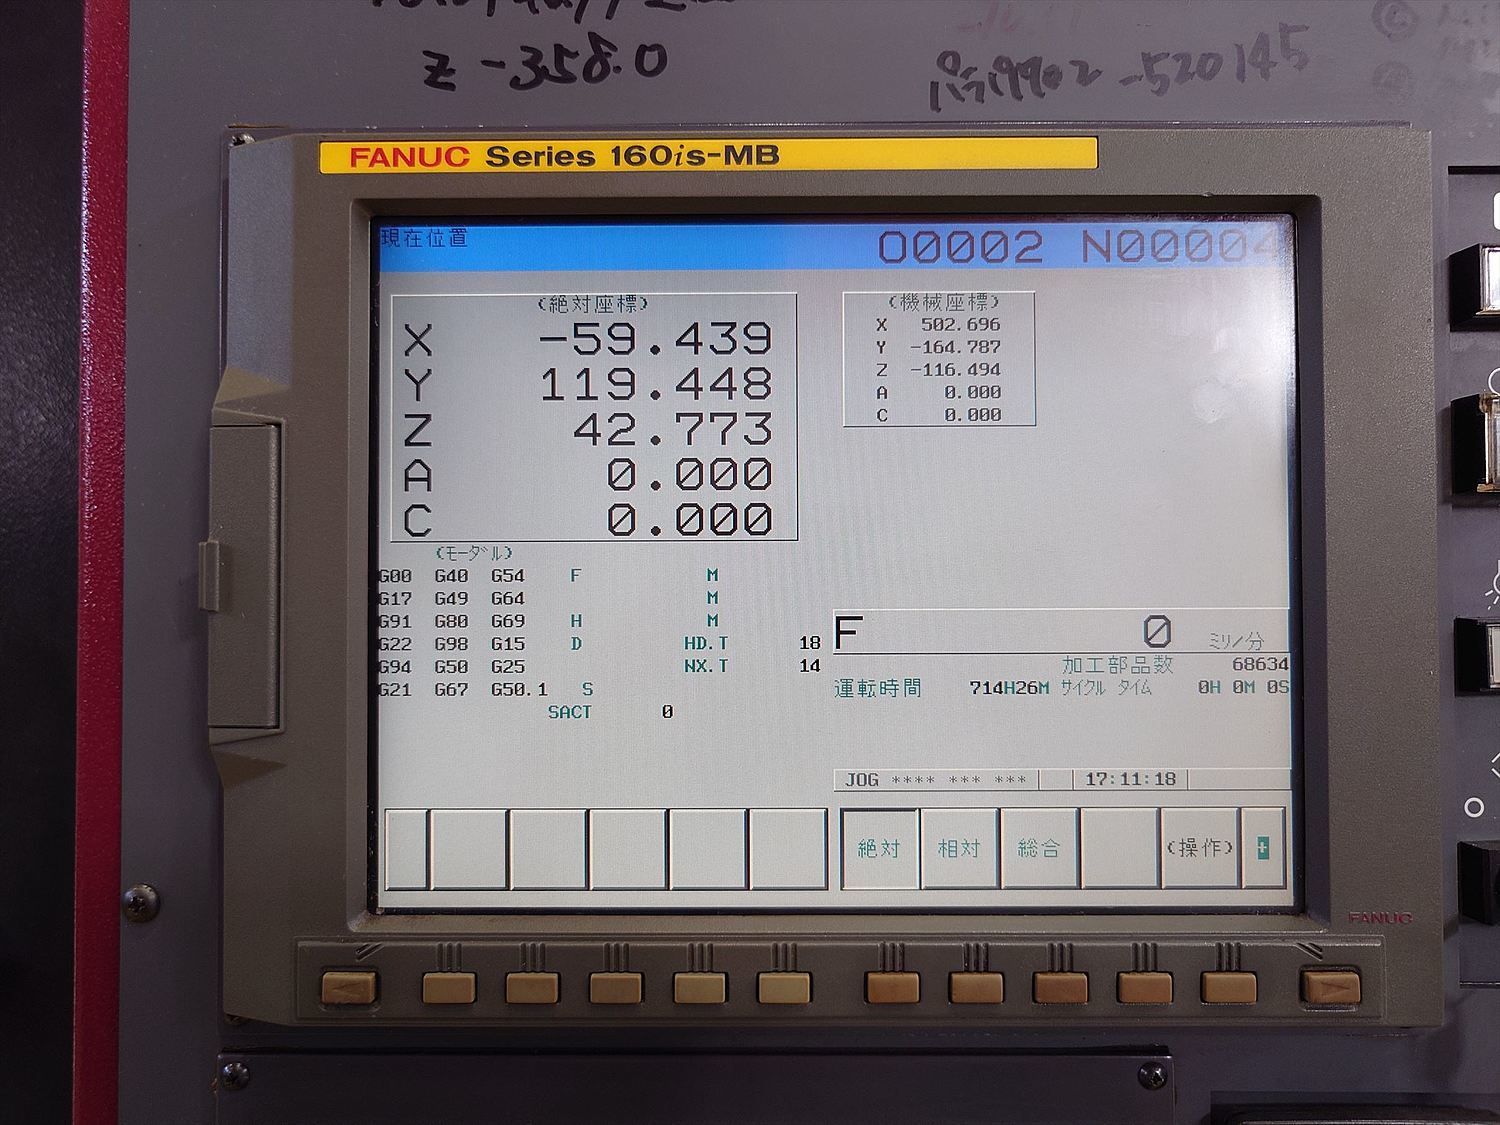 Z -358.0
FANUC Series 160is-MB
現在位置 O0002 N00004
(絶対座標)
X -59.439
Y 119.448
Z 42.773
A 0.000
C 0.000
(機械座標)
X 502.696
Y -164.787
Z -116.494
A 0.000
C 0.000
(モーダル)
G00 G40 G54 F M
G17 G49 G64 M
G91 G80 G69 H M
G22 G98 G15 D HD.T 18
G94 G50 G25 NX.T 14
G21 G67 G50.1 S
SACT 0
F 0 ミリ/分
加工部品数 68634
運転時間 714H26M サイクル タイム 0H 0M 0S
JOG **** *** *** 17:11:18
絶対 相対 総合 (操作) +
FANUC